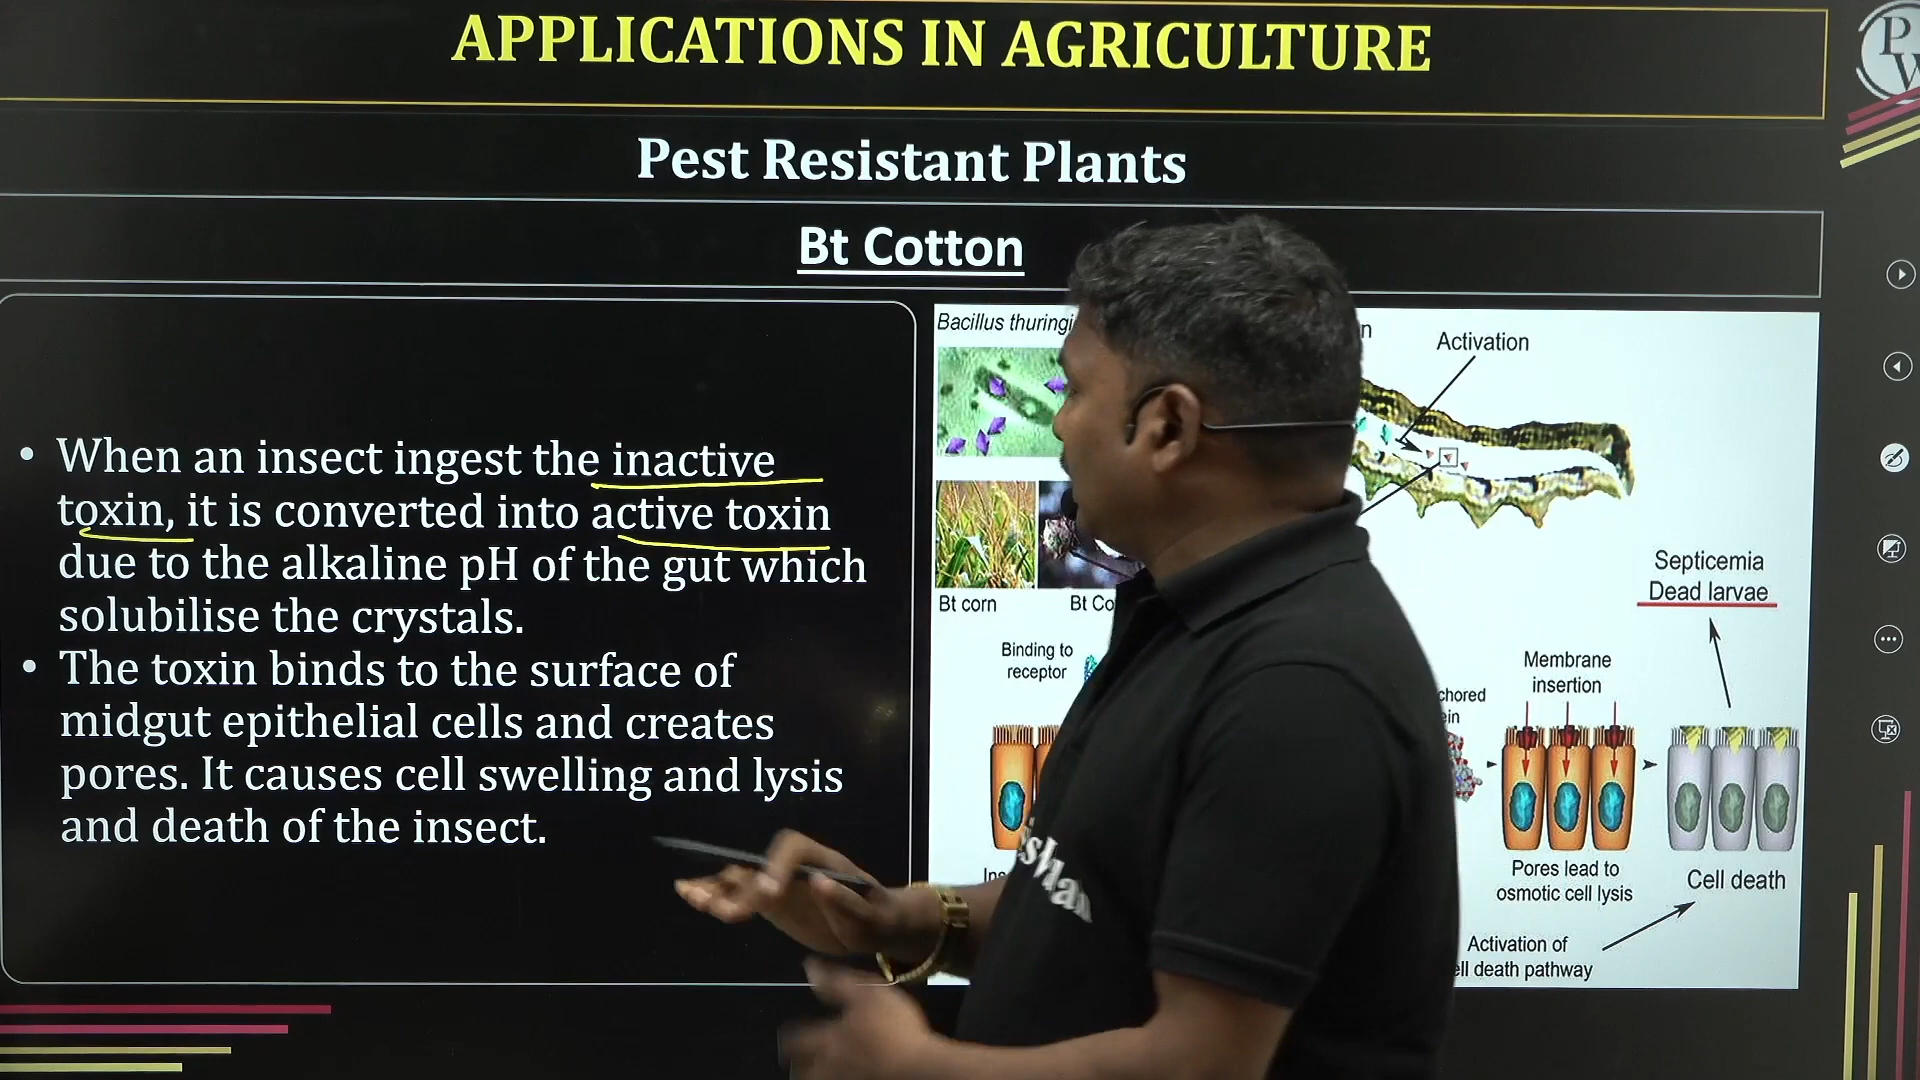 APPLICATIONS IN AGRICULTURE
P
W
Pest Resistant Plants
Bt Cotton
• When an insect ingest the inactive
toxin, it is converted into active toxin
due to the alkaline pH of the gut which
solubilise the crystals.
• The toxin binds to the surface of
midgut epithelial cells and creates
pores. It causes cell swelling and lysis
and death of the insect.
Bacillus
Activation
Bt corn
Bt
Septicemia
Dead larvae
Binding to
receptor
Membrane
insertion
Pores lead to
osmotic cell lysis
Cell death
Activation of
death pathway